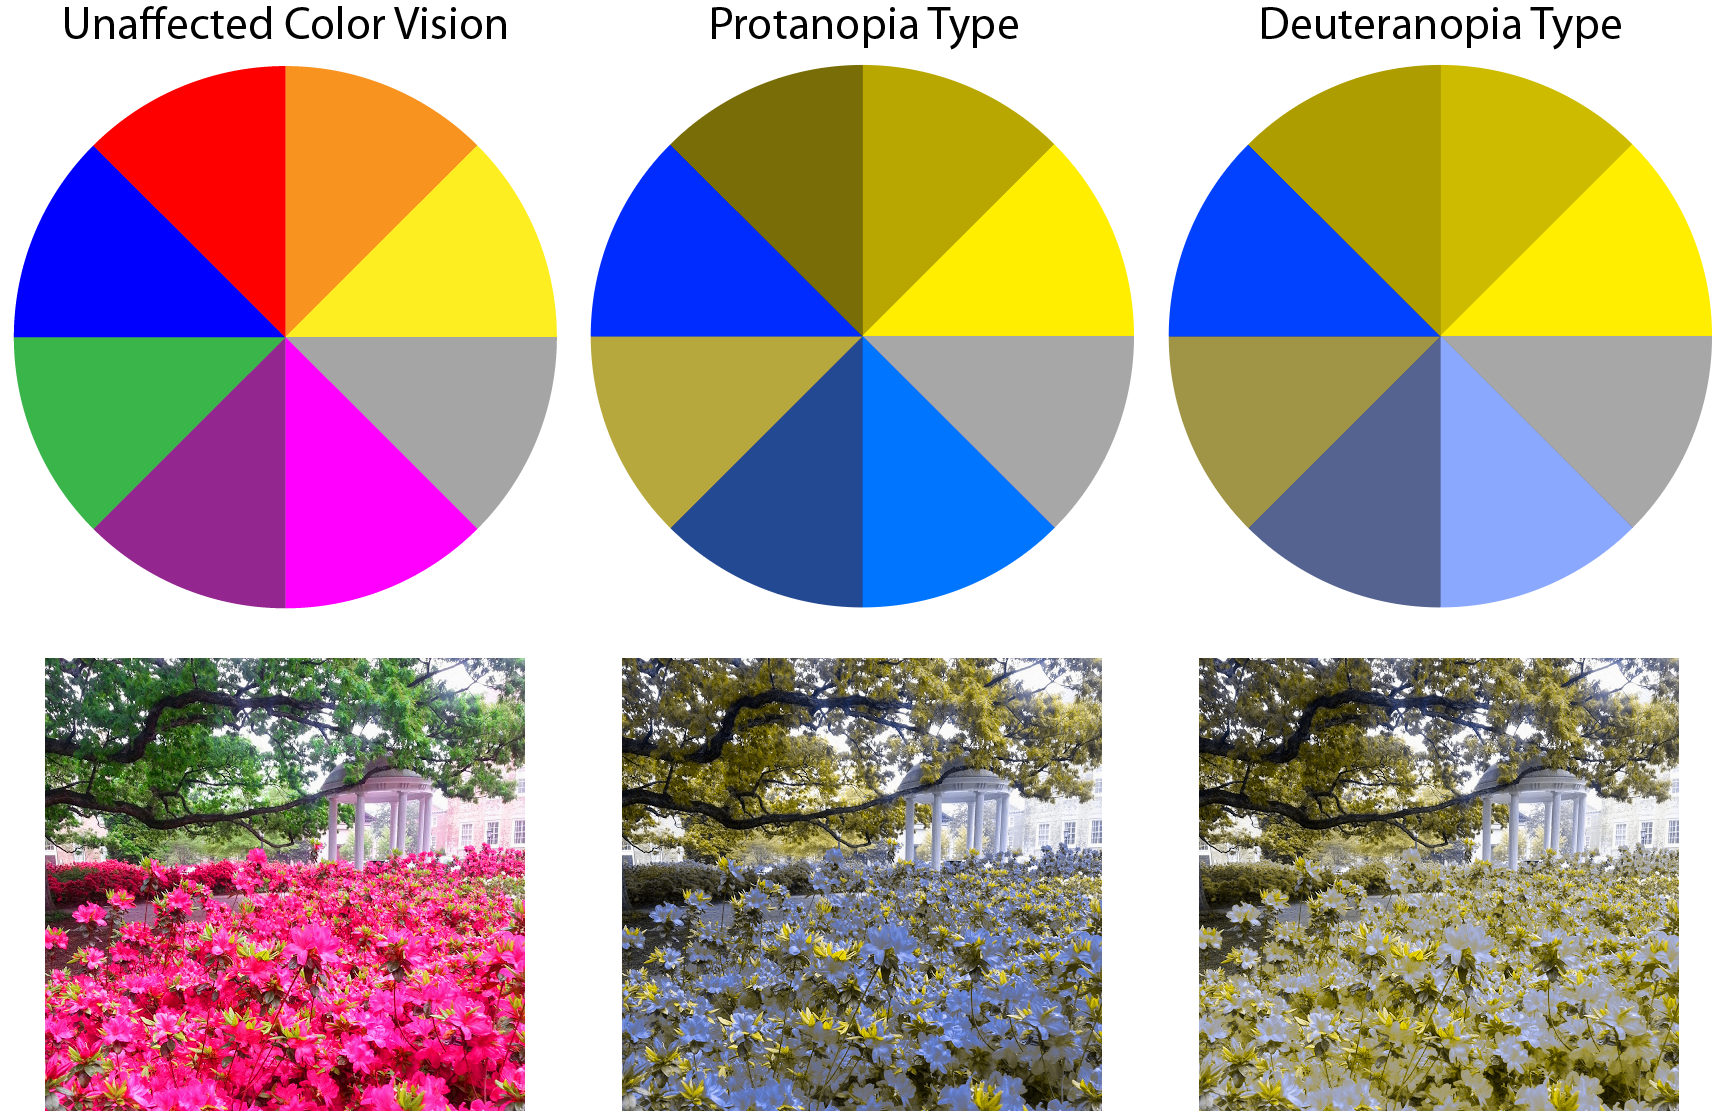 Unaffected Color Vision
Protanopia Type
Deuteranopia Type